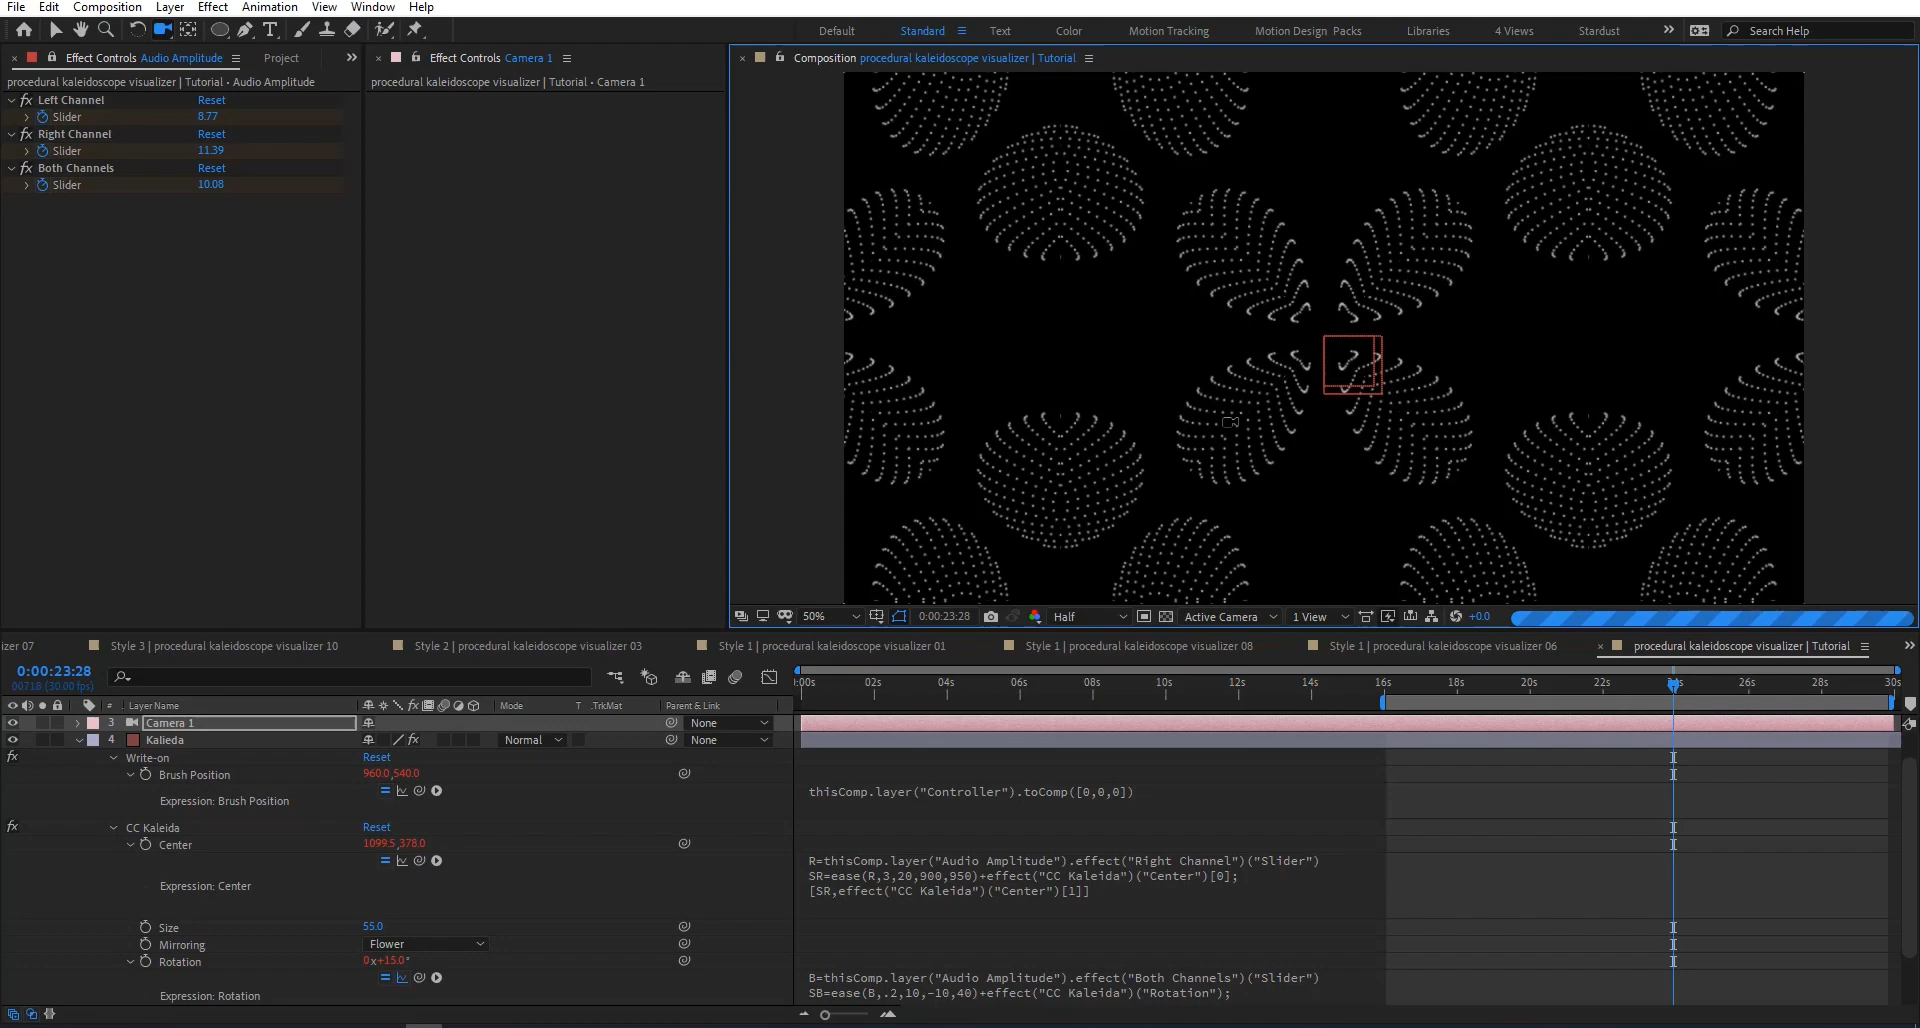 File Edit Composition Layer Effect Animation View Window Help
Default Standard Text Color Motion Tracking Motion Design Packs Libraries 4 Views Stardust Search Help
Effect Controls Audio Amplitude Project
procedural kaleidoscope visualizer | Tutorial • Audio Amplitude
Left Channel Reset
Slider 8.77
Right Channel Reset
Slider 11.39
Both Channels Reset
Slider 10.08
Effect Controls Camera 1
procedural kaleidoscope visualizer | Tutorial • Camera 1
Composition procedural kaleidoscope visualizer | Tutorial
50% 0:00:23:28 Half Active Camera 1 View +0.0
izer 07 Style 3 | procedural kaleidoscope visualizer 10 Style 2 | procedural kaleidoscope visualizer 03 Style 1 | procedural kaleidoscope visualizer 01 Style 1 | procedural kaleidoscope visualizer 08 Style 1 | procedural kaleidoscope visualizer 06 procedural kaleidoscope visualizer | Tutorial
0:00:23:28
00718 (30.00 fps)
:00s 02s 04s 06s 08s 10s 12s 14s 16s 18s 20s 22s 26s 28s 30s
# Layer Name Mode T .TrkMat Parent & Link
3 Camera 1 None
4 Kalieda Normal None
Write-on Reset
Brush Position 960.0,540.0
Expression: Brush Position
thisComp.layer("Controller").toComp([0,0,0])
CC Kaleida Reset
Center 1099.5,378.0
Expression: Center
R=thisComp.layer("Audio Amplitude").effect("Right Channel")("Slider")
SR=ease(R,3,20,900,950)+effect("CC Kaleida")("Center")[0];
[SR,effect("CC Kaleida")("Center")[1]]
Size 55.0
Mirroring Flower
Rotation 0x+15.0°
Expression: Rotation
B=thisComp.layer("Audio Amplitude").effect("Both Channels")("Slider")
SB=ease(B,.2,10,-10,40)+effect("CC Kaleida")("Rotation");